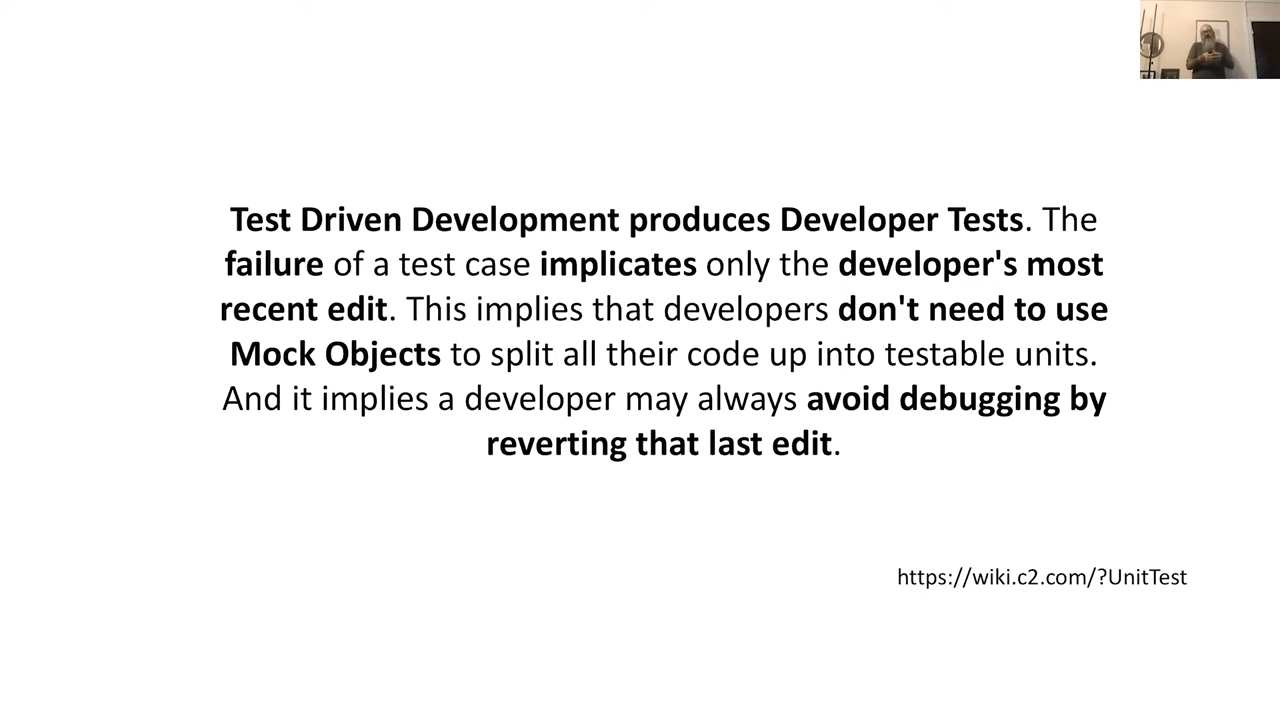 Test Driven Development produces Developer Tests. The
failure of a test case implicates only the developer's most
recent edit. This implies that developers don't need to use
Mock Objects to split all their code up into testable units.
And it implies a developer may always avoid debugging by
reverting that last edit.
https://wiki.c2.com/?UnitTest